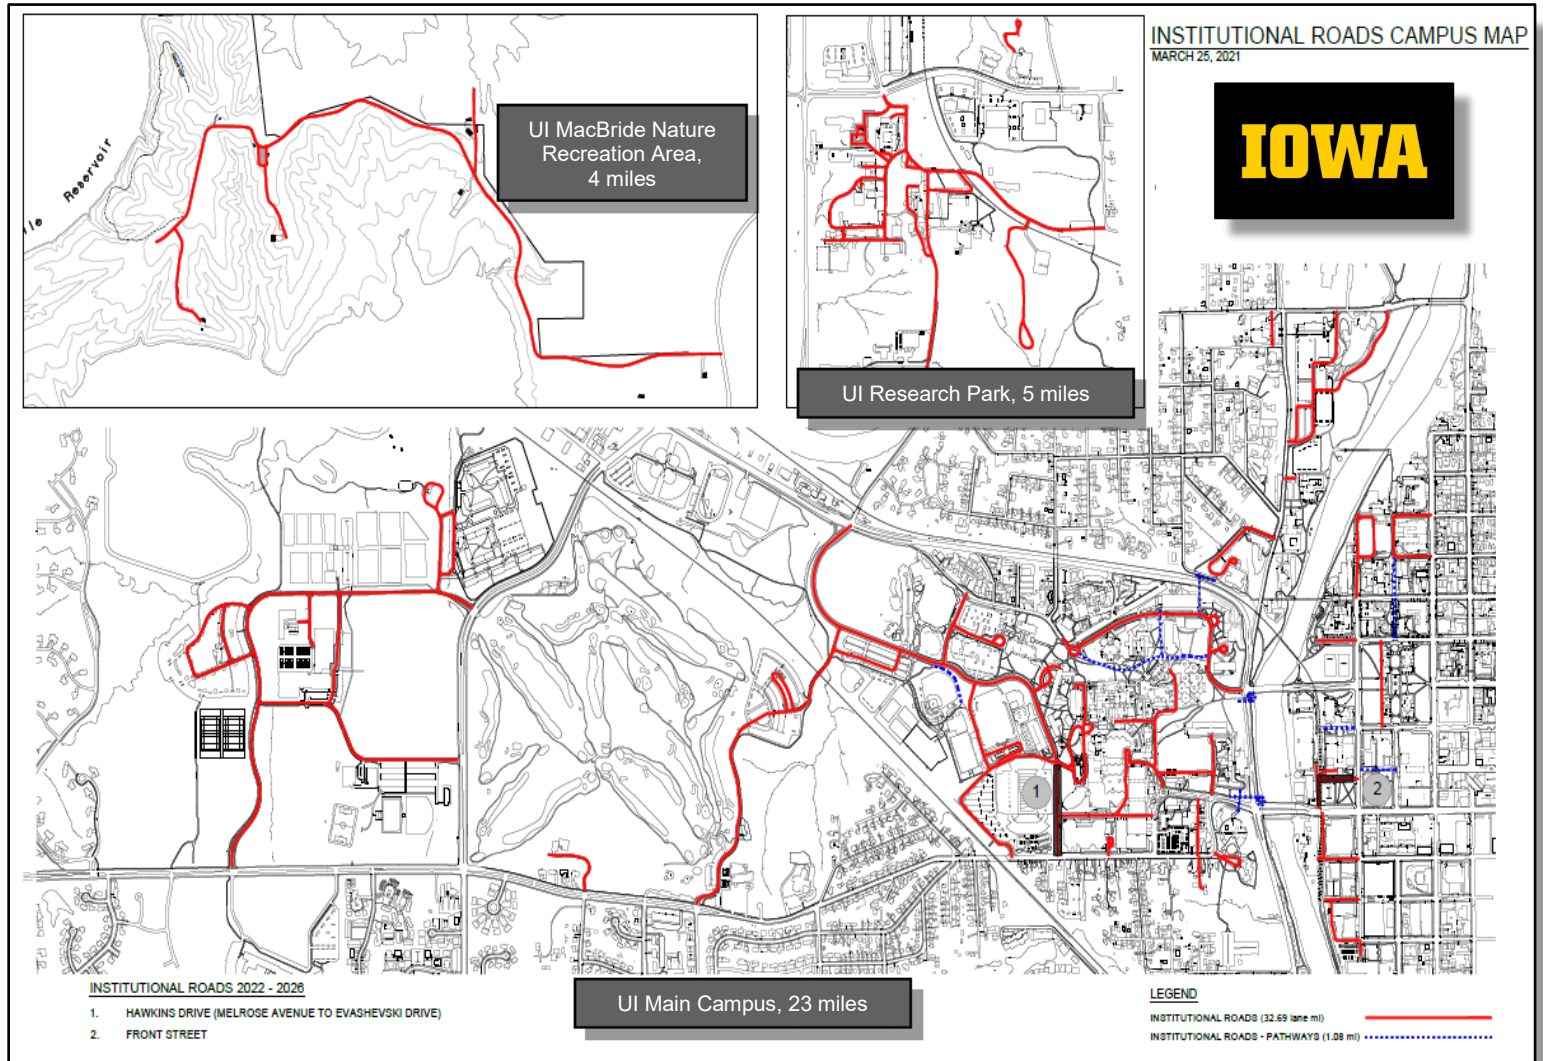 INSTITUTIONAL ROADS CAMPUS MAP
MARCH 25, 2021
IOWA
UI MacBride Nature
Recreation Area,
4 miles
Reservoir
UI Research Park, 5 miles
1
2
UI Main Campus, 23 miles
INSTITUTIONAL ROADS 2022 - 2026
1. HAWKINS DRIVE (MELROSE AVENUE TO EVASHEVSKI DRIVE)
2. FRONT STREET
LEGEND
INSTITUTIONAL ROADS (32.69 lane mi)
INSTITUTIONAL ROADS - PATHWAYS (1.08 mi)